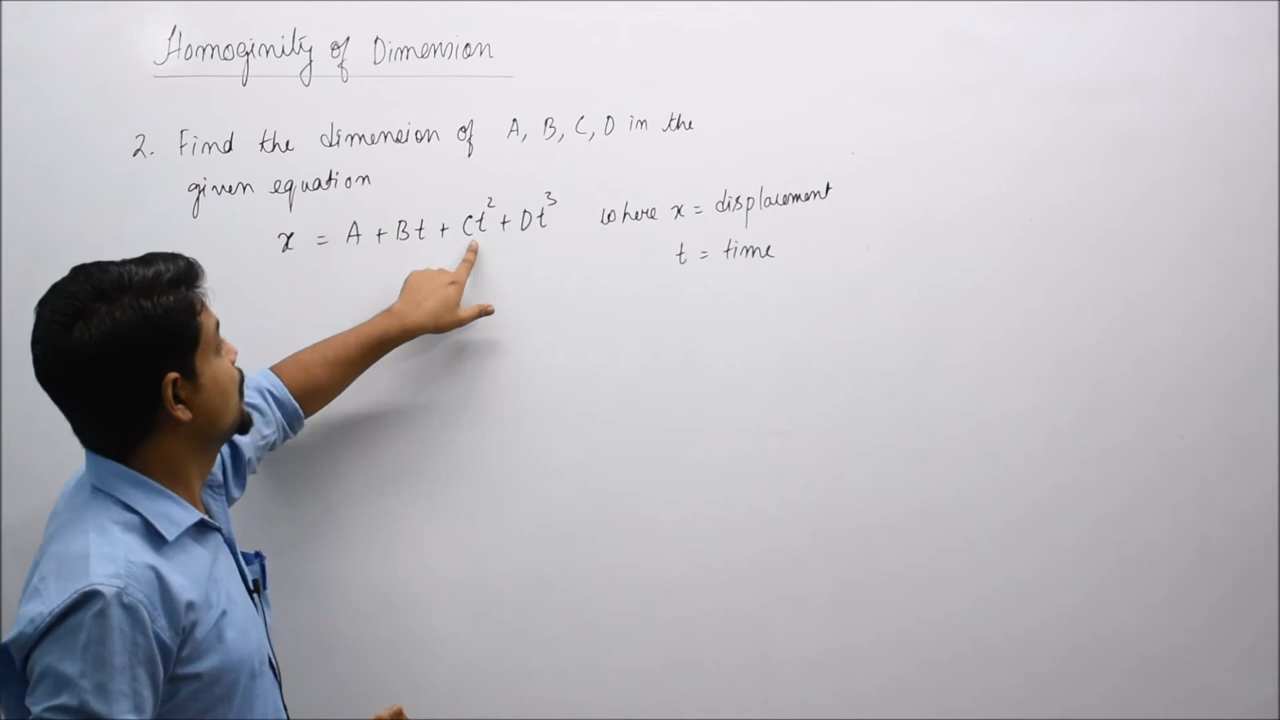 Homoginity of Dimension
2. Find the dimension of A, B, C, D in the
given equation
x = A + Bt + Ct² + Dt³ where x = displacement
t = time